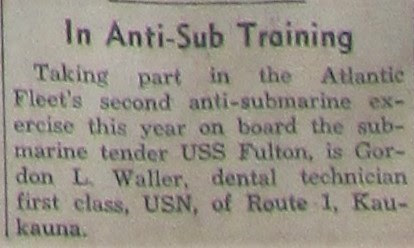 In Anti-Sub Training
Taking part in the Atlantic
Fleet's second anti-submarine ex-
ercise this year on board the sub-
marine tender USS Fulton, is Gor-
don L. Waller, dental technician
first class, USN, of Route 1, Kau-
kauna.